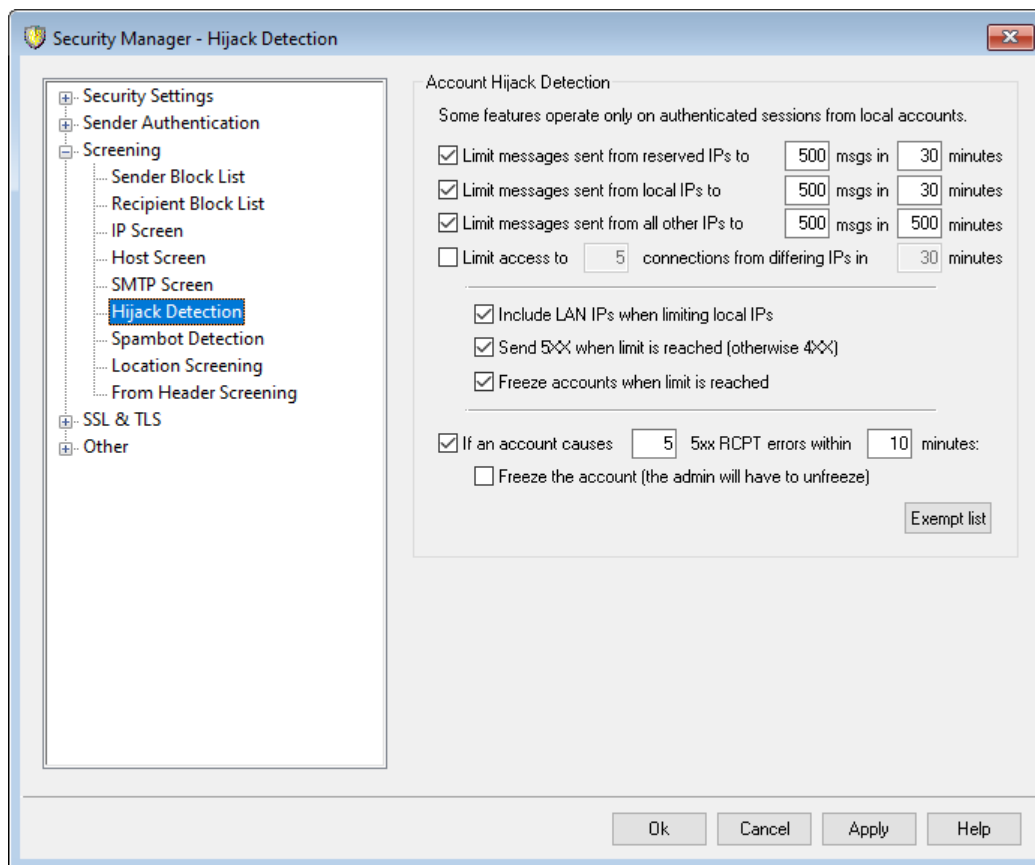 Security Manager - Hijack Detection
Security Settings
Sender Authentication
Screening
Sender Block List
Recipient Block List
IP Screen
Host Screen
SMTP Screen
Hijack Detection
Spambot Detection
Location Screening
From Header Screening
SSL & TLS
Other
Account Hijack Detection
Some features operate only on authenticated sessions from local accounts.
Limit messages sent from reserved IPs to 500 msgs in 30 minutes
Limit messages sent from local IPs to 500 msgs in 30 minutes
Limit messages sent from all other IPs to 500 msgs in 500 minutes
Limit access to 5 connections from differing IPs in 30 minutes
Include LAN IPs when limiting local IPs
Send 5XX when limit is reached (otherwise 4XX)
Freeze accounts when limit is reached
If an account causes 5 5xx RCPT errors within 10 minutes:
Freeze the account (the admin will have to unfreeze)
Exempt list
Ok Cancel Apply Help